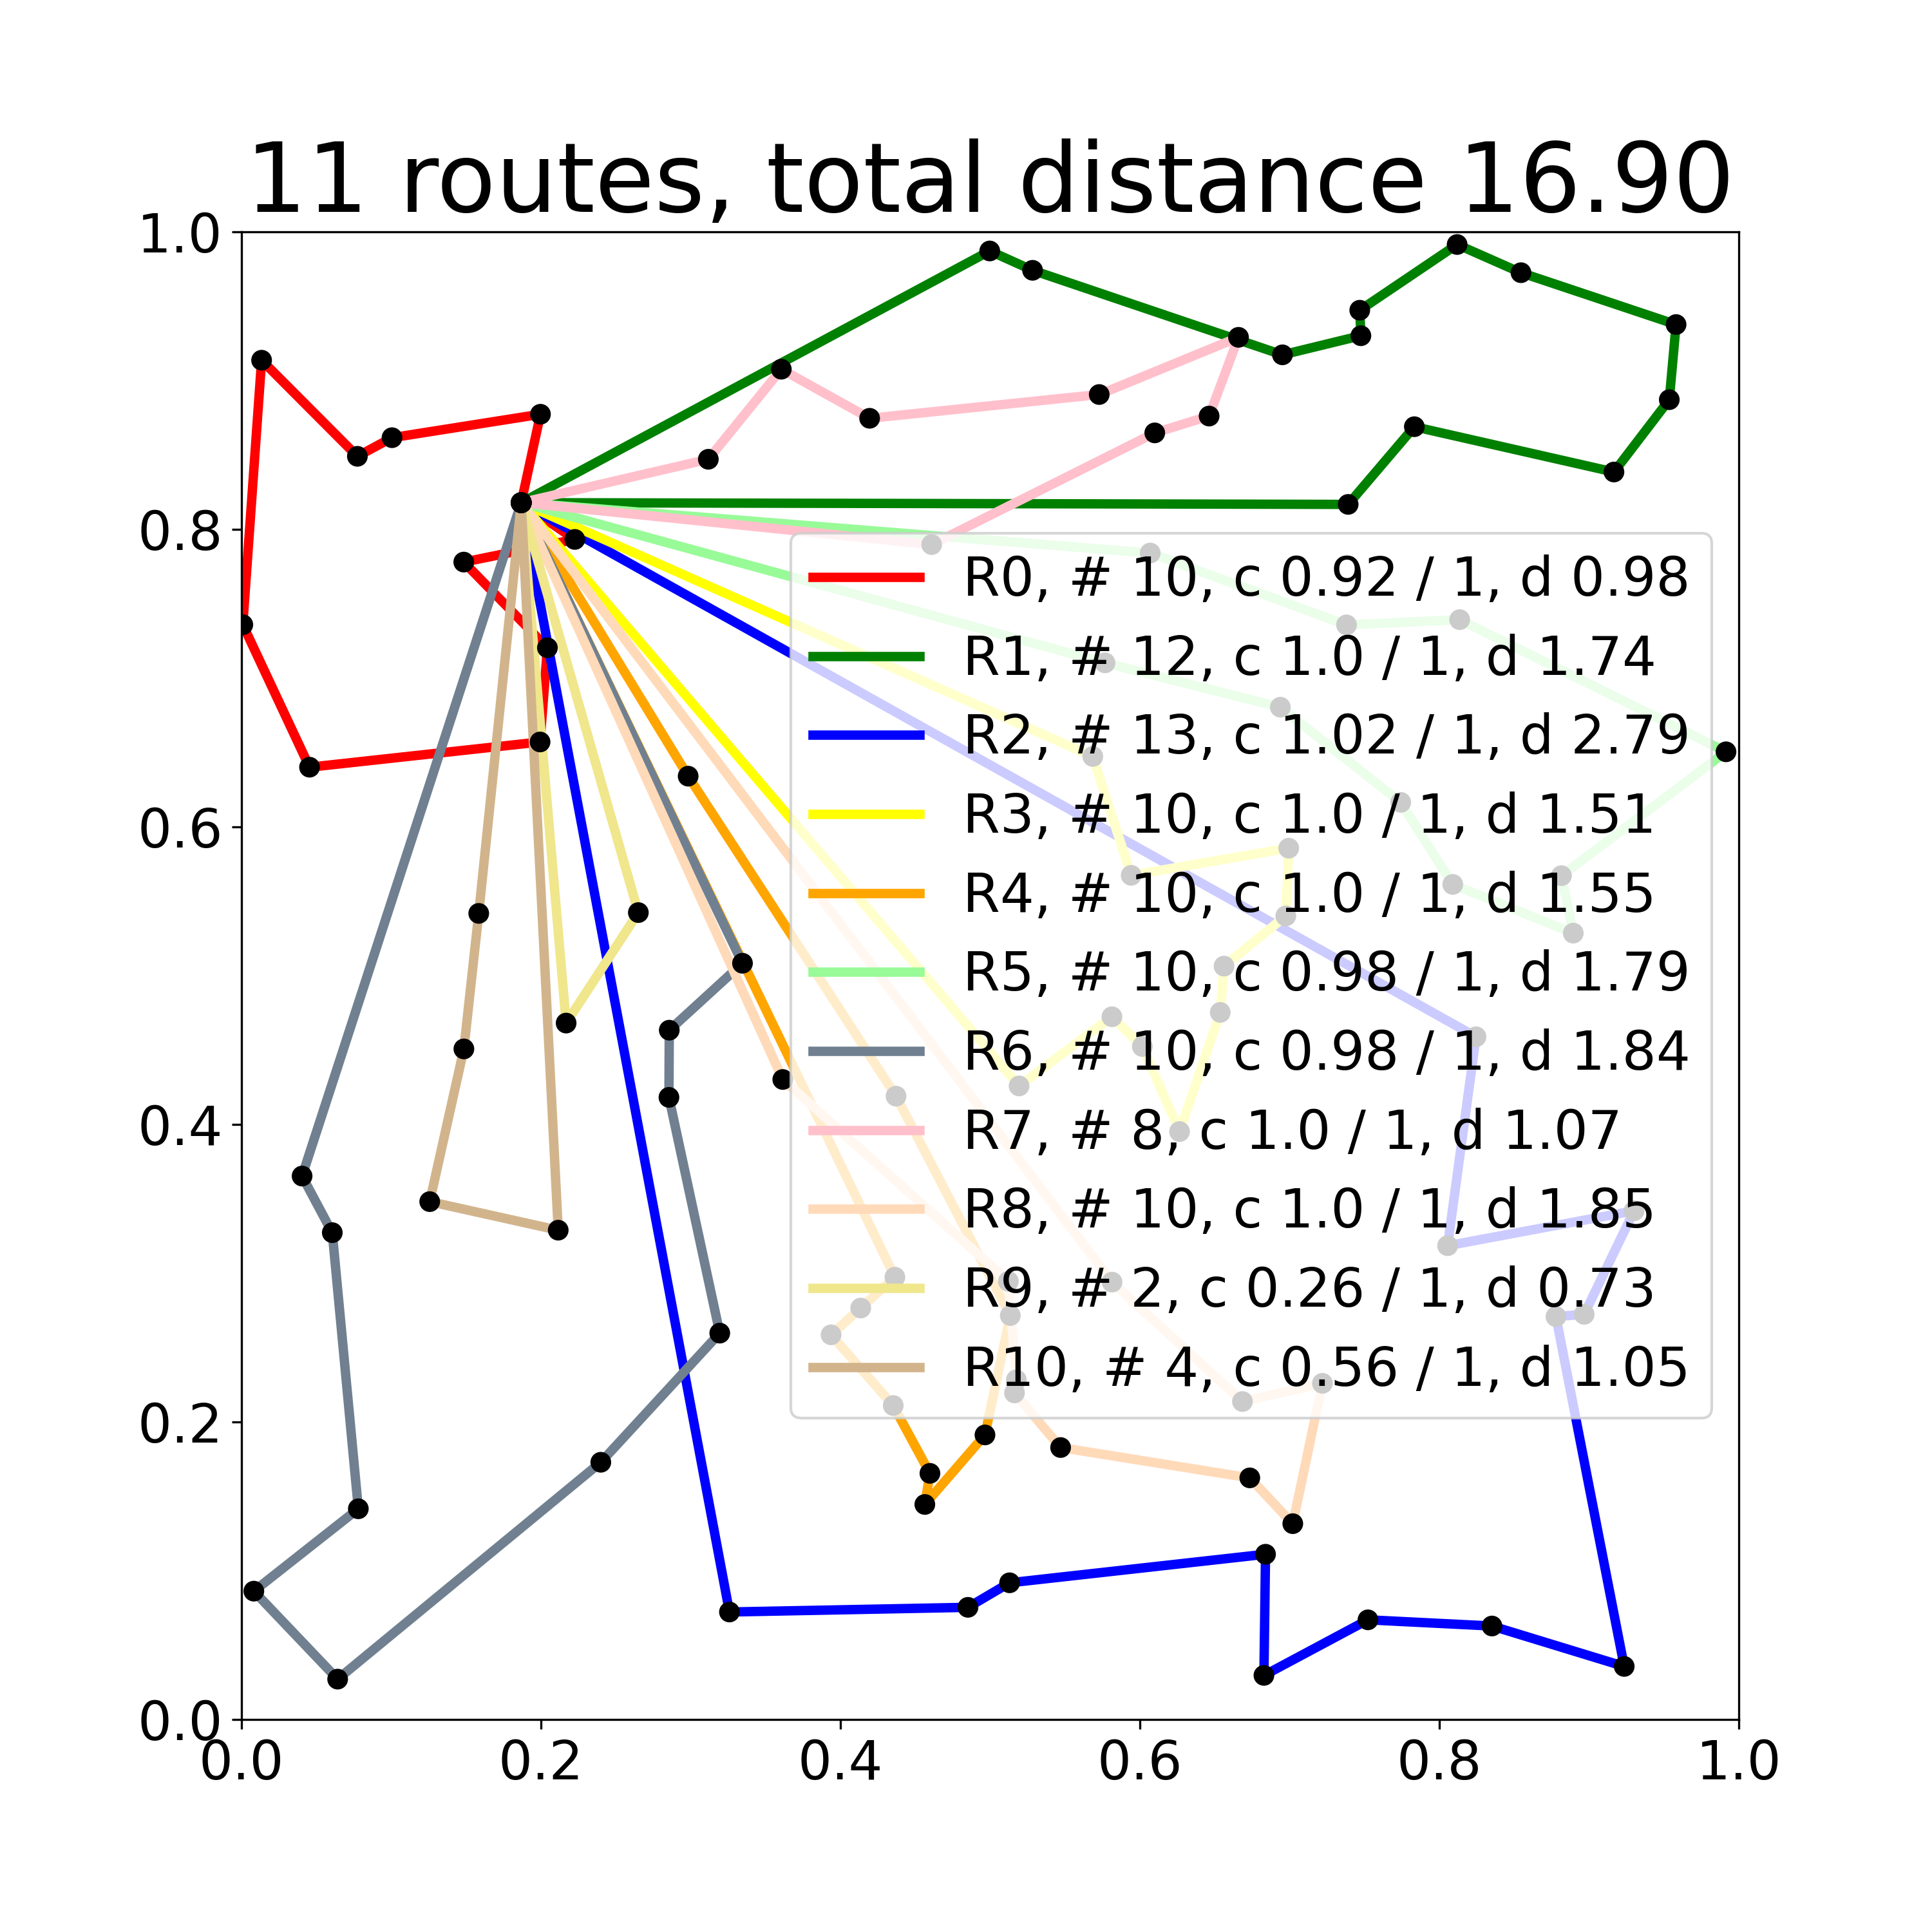 11 routes, total distance 16.90
1.0
0.8
0.6
0.4
0.2
0.0
R0, # 10, c 0.92 / 1, d 0.98
R1, # 12, c 1.0 / 1, d 1.74
R2, # 13, c 1.02 / 1, d 2.79
R3, # 10, c 1.0 / 1, d 1.51
R4, # 10, c 1.0 / 1, d 1.55
R5, # 10, c 0.98 / 1, d 1.79
R6, # 10, c 0.98 / 1, d 1.84
R7, # 8, c 1.0 / 1, d 1.07
R8, # 10, c 1.0 / 1, d 1.85
R9, # 2, c 0.26 / 1, d 0.73
R10, # 4, c 0.56 / 1, d 1.05
0.0 0.2 0.4 0.6 0.8 1.0